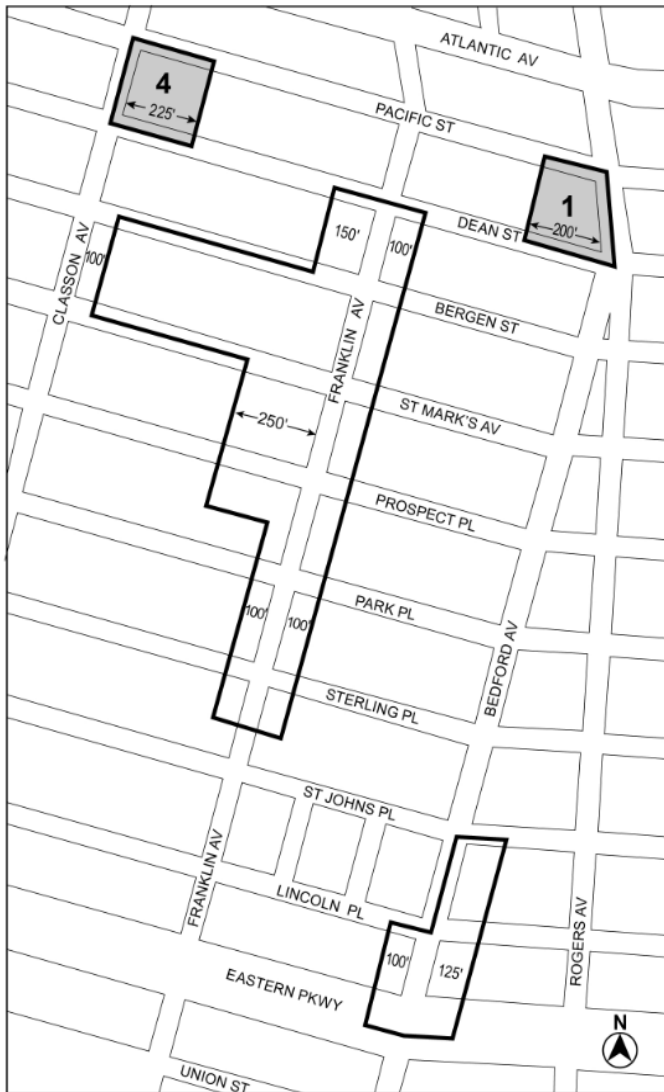 ATLANTIC AV
4
225'
PACIFIC ST
1
200'
DEAN ST
150'
100'
CLASSON AV
100'
FRANKLIN AV
BERGEN ST
ST MARK'S AV
250'
PROSPECT PL
PARK PL
100'
100'
BEDFORD AV
STERLING PL
ST JOHNS PL
FRANKLIN AV
LINCOLN PL
ROGERS AV
100'
125'
EASTERN PKWY
N
UNION ST